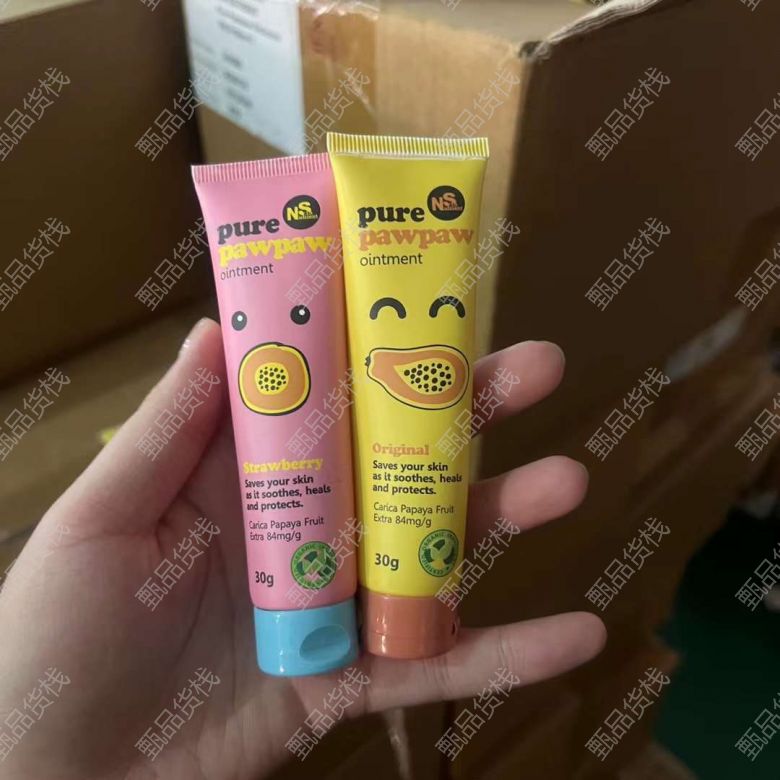 pure
NS
pawpaw
ointment
Strawberry
Saves your skin
as it soothes, heals
and protects.
Carica Papaya Fruit
Extra 84mg/g
30g
pure
NS
pawpaw
ointment
Original
Saves your skin
as it soothes, heals
and protects.
Carica Papaya Fruit
Extra 84mg/g
30g
ORGANIC
甄品货栈